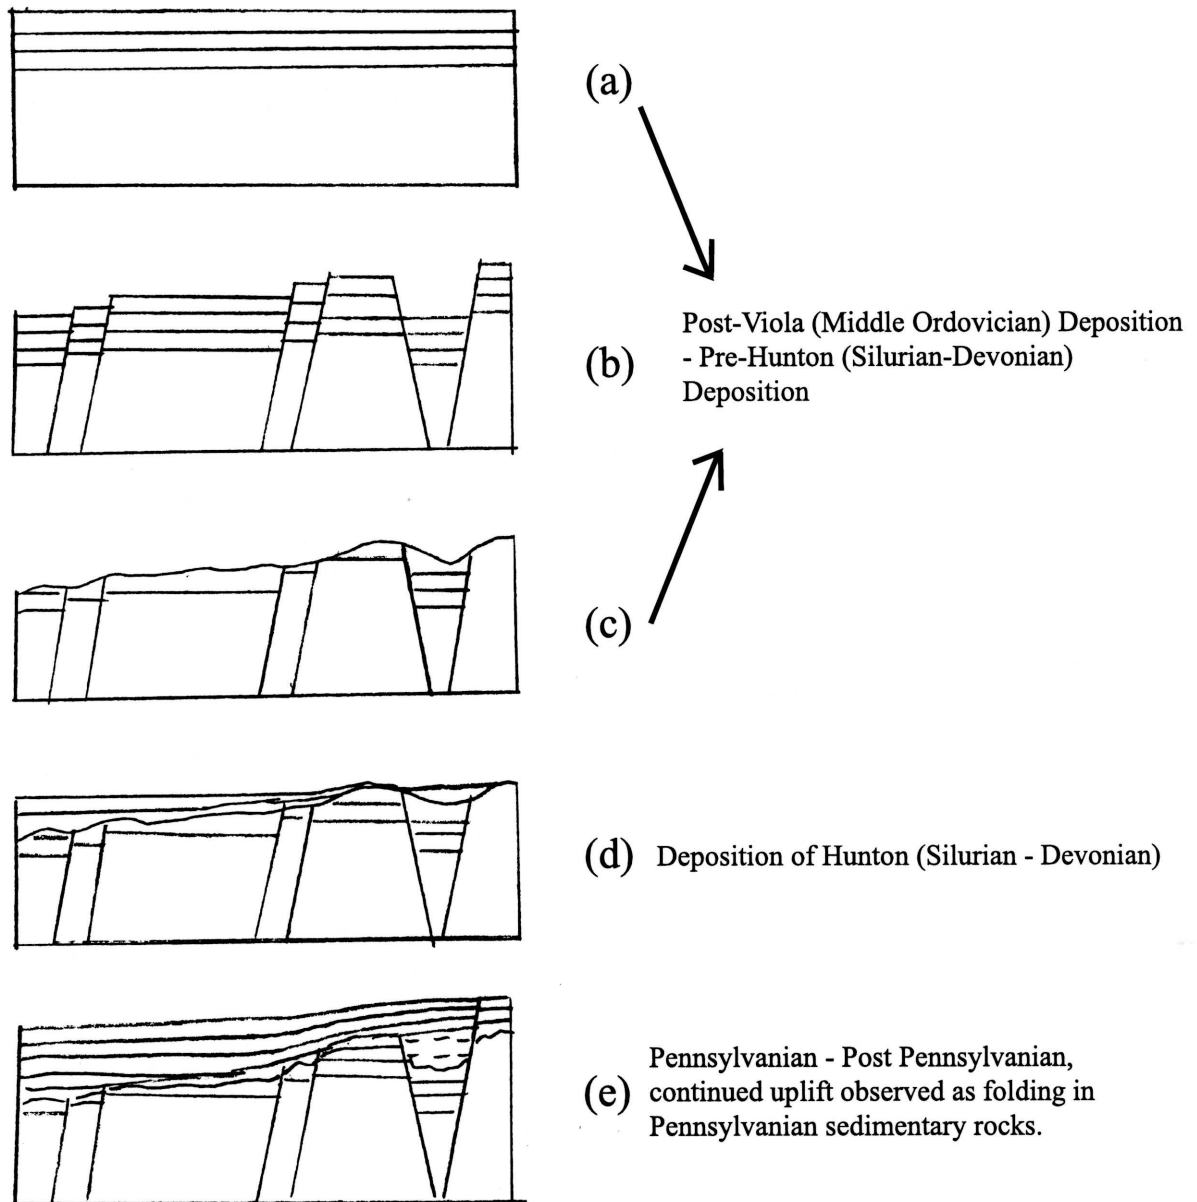 (a)
(b)
Post-Viola (Middle Ordovician) Deposition
- Pre-Hunton (Silurian-Devonian)
Deposition
(c)
(d) Deposition of Hunton (Silurian - Devonian)
(e)
Pennsylvanian - Post Pennsylvanian,
continued uplift observed as folding in
Pennsylvanian sedimentary rocks.